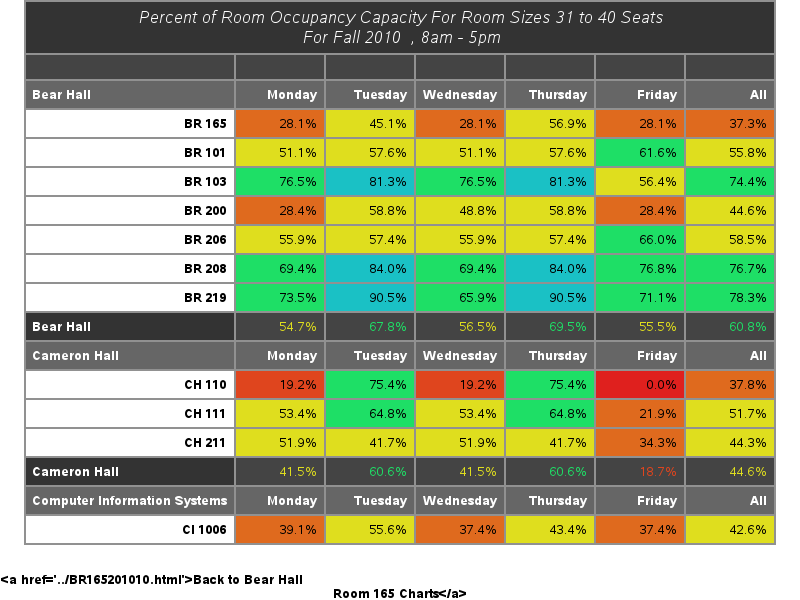 Percent of Room Occupancy Capacity For Room Sizes 31 to 40 Seats
For Fall 2010 , 8am - 5pm
Bear Hall Monday Tuesday Wednesday Thursday Friday All
BR 165 28.1% 45.1% 28.1% 56.9% 28.1% 37.3%
BR 101 51.1% 57.6% 51.1% 57.6% 61.6% 55.8%
BR 103 76.5% 81.3% 76.5% 81.3% 56.4% 74.4%
BR 200 28.4% 58.8% 48.8% 58.8% 28.4% 44.6%
BR 206 55.9% 57.4% 55.9% 57.4% 66.0% 58.5%
BR 208 69.4% 84.0% 69.4% 84.0% 76.8% 76.7%
BR 219 73.5% 90.5% 65.9% 90.5% 71.1% 78.3%
Bear Hall 54.7% 67.8% 56.5% 69.5% 55.5% 60.8%
Cameron Hall Monday Tuesday Wednesday Thursday Friday All
CH 110 19.2% 75.4% 19.2% 75.4% 0.0% 37.8%
CH 111 53.4% 64.8% 53.4% 64.8% 21.9% 51.7%
CH 211 51.9% 41.7% 51.9% 41.7% 34.3% 44.3%
Cameron Hall 41.5% 60.6% 41.5% 60.6% 18.7% 44.6%
Computer Information Systems Monday Tuesday Wednesday Thursday Friday All
CI 1006 39.1% 55.6% 37.4% 43.4% 37.4% 42.6%
<a href='../BR165201010.html'>Back to Bear Hall
Room 165 Charts</a>